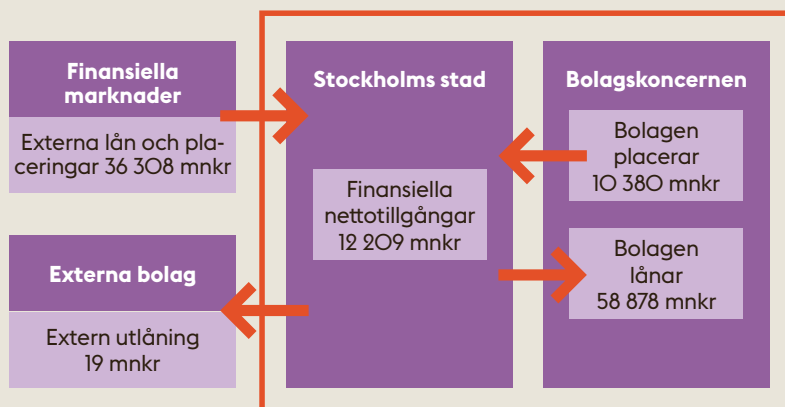 Finansiella
marknader
Externa lån och pla-
ceringar 36 308 mnkr
Externa bolag
Extern utlåning
19 mnkr
Stockholms stad
Finansiella
nettotillgångar
12 209 mnkr
Bolagskoncernen
Bolagen
placerar
10 380 mnkr
Bolagen
lånar
58 878 mnkr